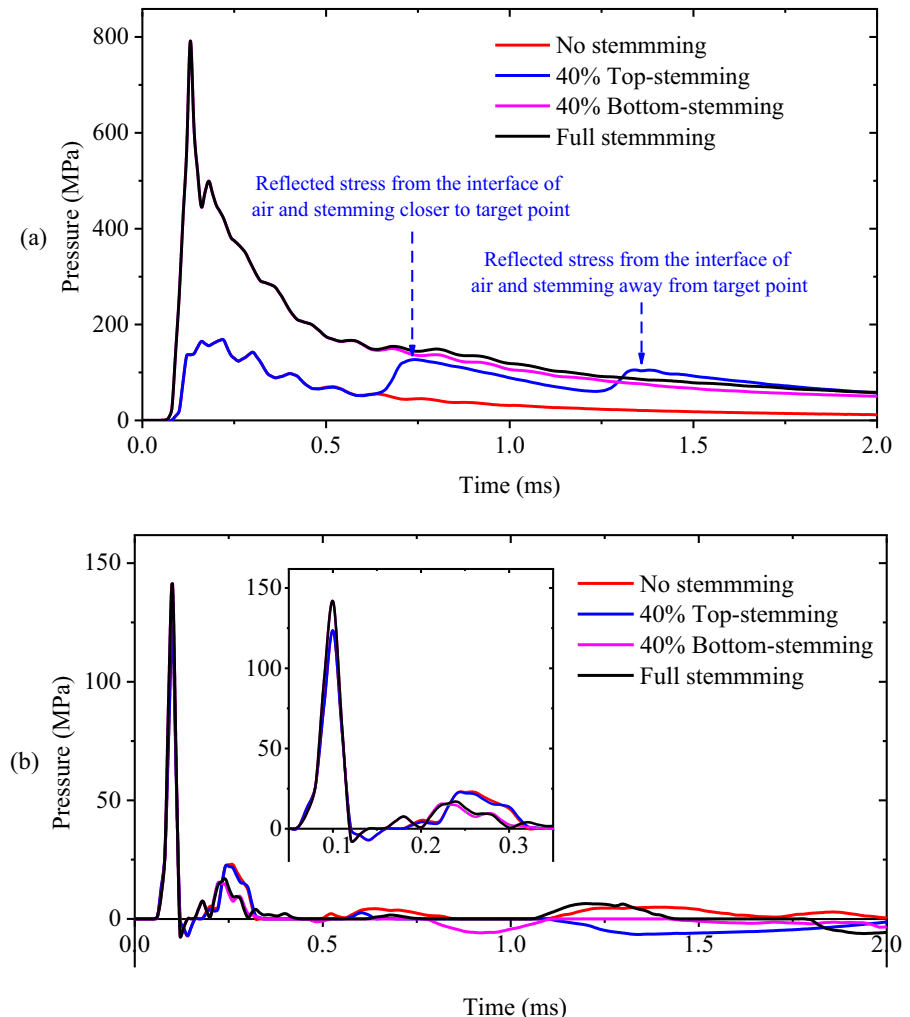 800
600
400
200
0
Pressure (MPa)
(a)
No stemmming
40% Top-stemming
40% Bottom-stemming
Full stemmming
Reflected stress from the interface of
air and stemming closer to target point
Reflected stress from the interface of
air and stemming away from target point
0.0
0.5
1.0
1.5
2.0
Time (ms)
150
100
50
0
Pressure (MPa)
(b)
150
100
50
0
0.1
0.2
0.3
No stemmming
40% Top-stemming
40% Bottom-stemming
Full stemmming
0.5
1.0
1.5
2.0
Time (ms)